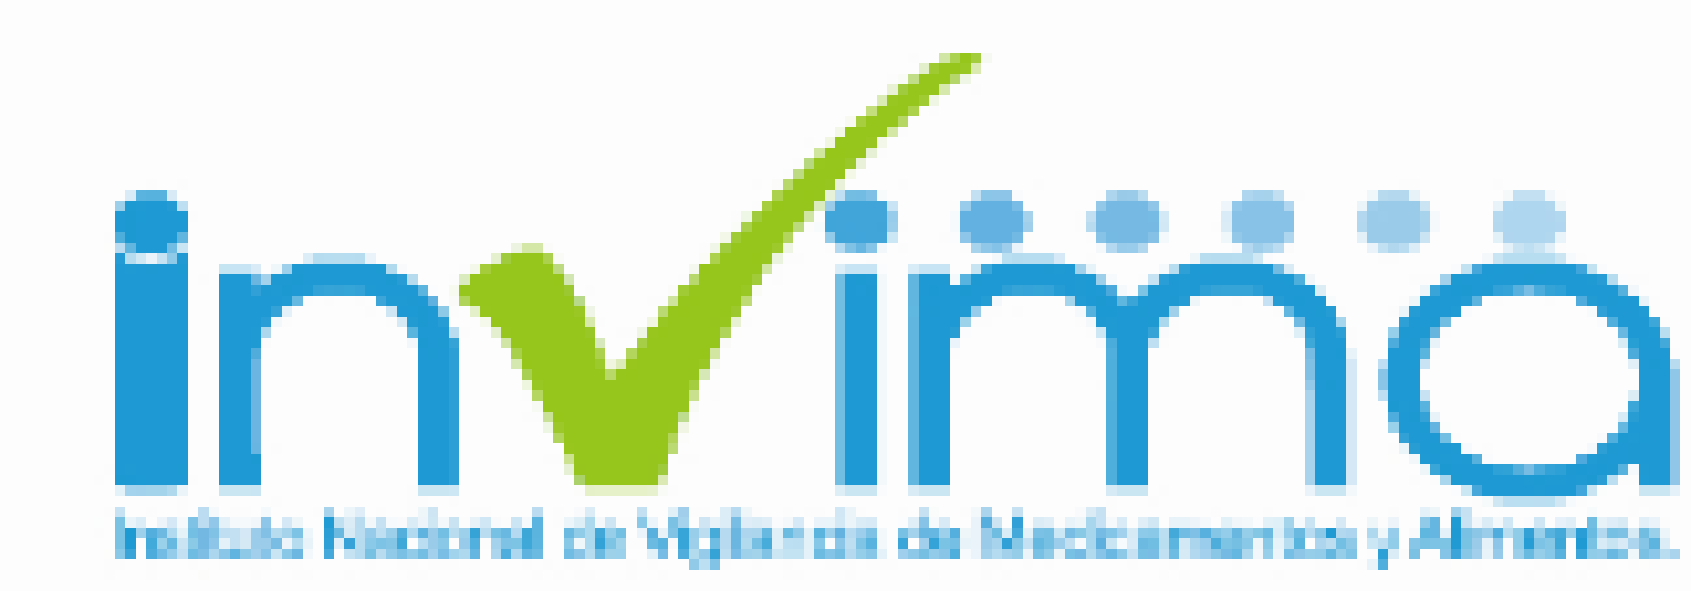 invima
Instituto Nacional de Vigilancia de Medicamentos y Alimentos.